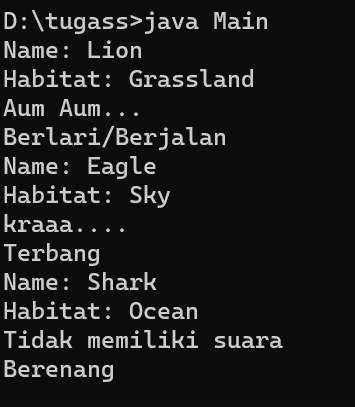 D:\tugass>java Main
Name: Lion
Habitat: Grassland
Aum Aum...
Berlari/Berjalan
Name: Eagle
Habitat: Sky
kraaa....
Terbang
Name: Shark
Habitat: Ocean
Tidak memiliki suara
Berenang